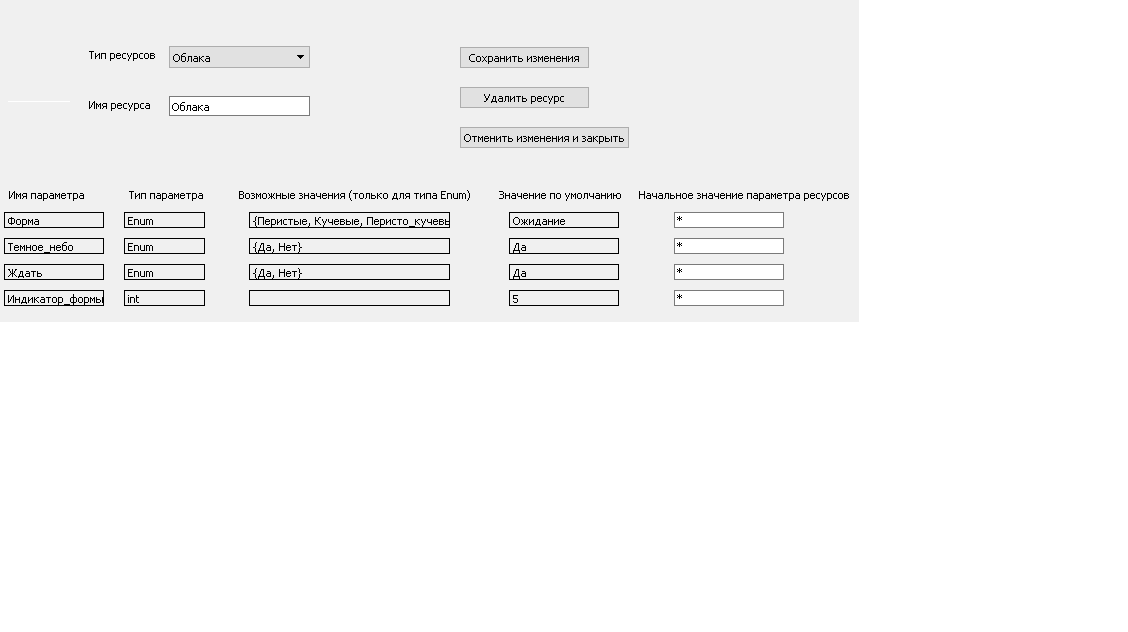 Тип ресурсов Облака Сохранить изменения
Удалить ресурс
Имя ресурса Облака
Отменить изменения и закрыть
Имя параметра Тип параметра Возможные значения (только для типа Enum) Значение по умолчанию Начальное значение параметра ресурсов
Форма Enum {Перистые, Кучевые, Перисто_кучевы Ожидание *
Темное_небо Enum {Да, Нет} Да *
Ждать Enum {Да, Нет} Да *
Индикатор_формы int 5 *